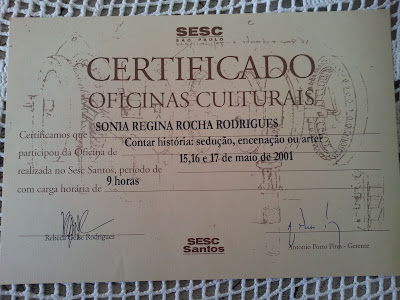 SESC
SÃO PAULO
CERTIFICADO
OFICINAS CULTURAIS
Certificamos que SONIA REGINA ROCHA RODRIGUES
participou da Oficina de Contar história: sedução, encenação ou arte?
realizada no Sesc Santos, período de 15,16 e 17 de maio de 2001
com carga horária de 9 horas
Rodrigues
Antonio - Gerente
SESC
Santos